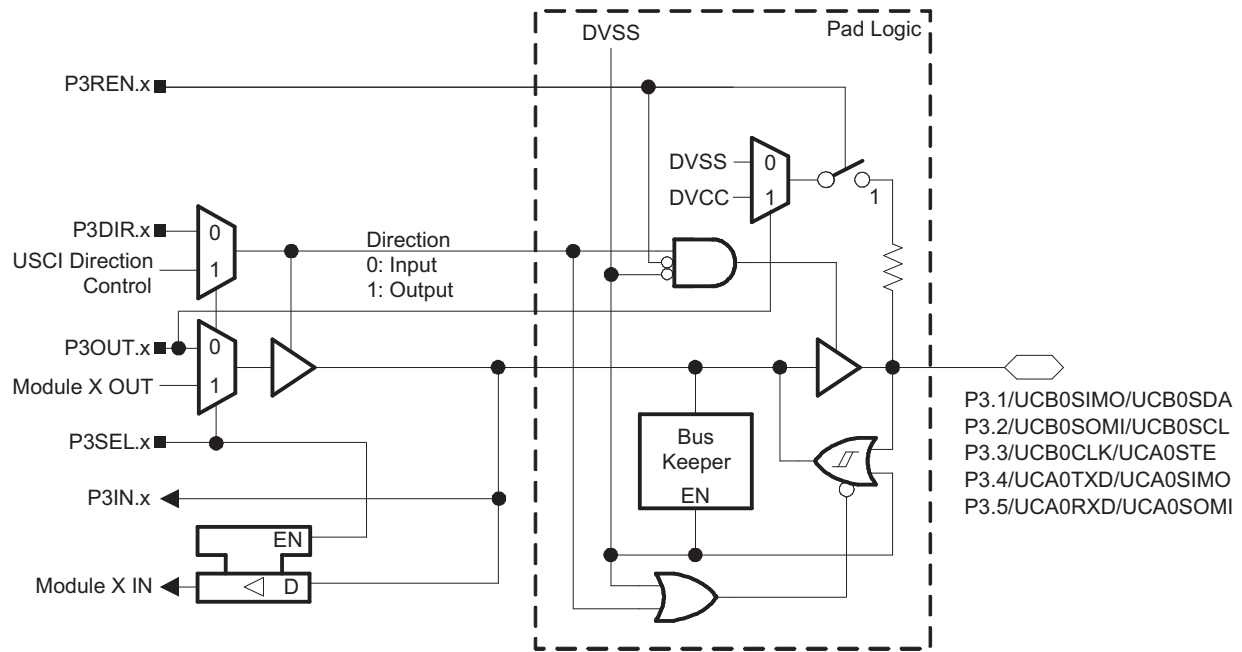 Pad Logic
DVSS
P3REN.x
DVSS
0
DVCC
1
1
P3DIR.x
0
USCI Direction
Control
1
Direction
0: Input
1: Output
P3OUT.x
0
Module X OUT
1
P3SEL.x
Bus
Keeper
EN
P3.1/UCB0SIMO/UCB0SDA
P3.2/UCB0SOMI/UCB0SCL
P3.3/UCB0CLK/UCA0STE
P3.4/UCA0TXD/UCA0SIMO
P3.5/UCA0RXD/UCA0SOMI
P3IN.x
EN
Module X IN
D